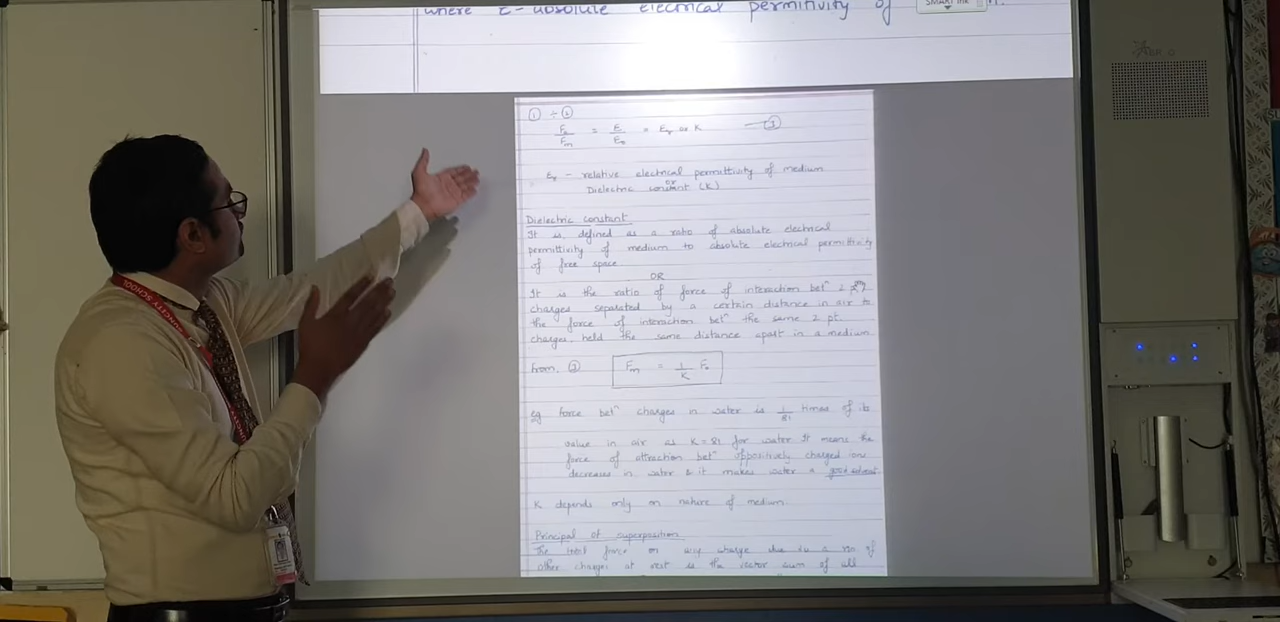 where ε - absolute electrical permitivity of
① ÷ ②
Fo/Fm = ε/εo = εr or K — ③
εr - relative electrical permittivity of medium
or
Dielectric constant (K)
Dielectric constant
It is defined as a ratio of absolute electrical
permittivity of medium to absolute electrical permittivity
of free space
OR
It is the ratio of force of interaction betⁿ 2 pt
charges separated by a certain distance in air to
the force of interaction betⁿ the same 2 pt.
charges, held the same distance apart in a medium
from ③ Fm = 1/K Fo
eg Force betⁿ charges in water is 1/81 times of its
value in air as K = 81 for water It means the
force of attraction betⁿ oppositively charged ions
decreases in water & it makes water a good solvent
K depends only on nature of medium.
Principal of superposition
The total force on any charge due to a no of
other charges at rest is the vector sum of all